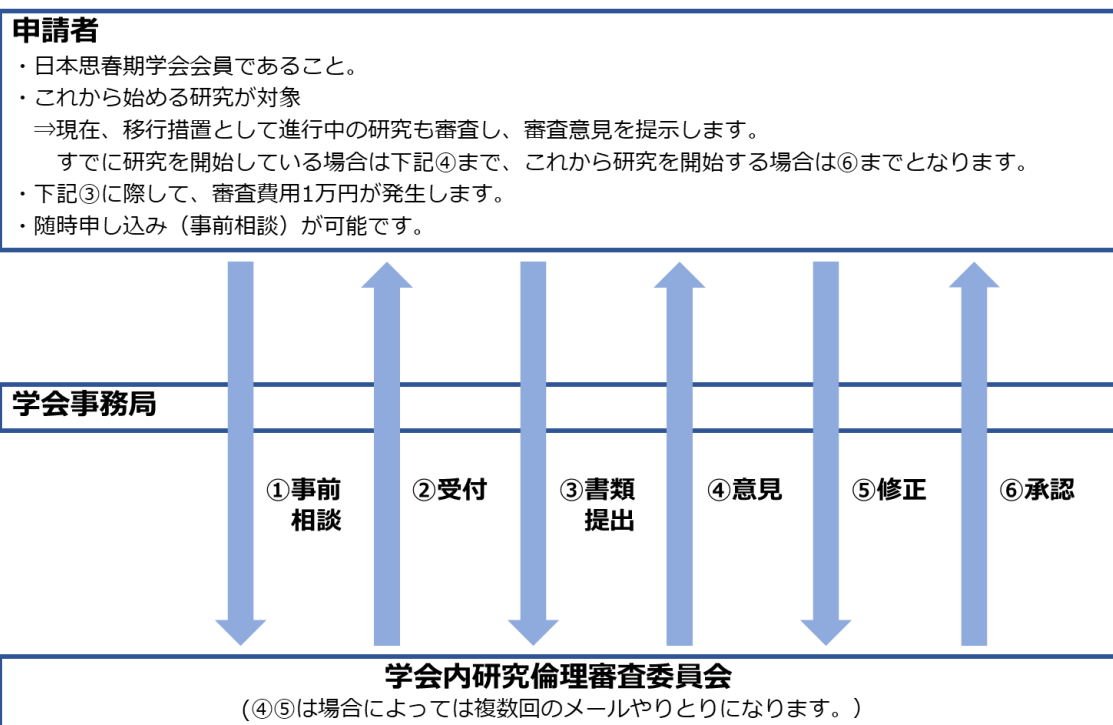 申請者
・日本思春期学会会員であること。
・これから始める研究が対象
⇒現在、移行措置として進行中の研究も審査し、審査意見を提示します。
すでに研究を開始している場合は下記④まで、これから研究を開始する場合は⑥までとなります。
・下記③に際して、審査費用1万円が発生します。
・随時申し込み（事前相談）が可能です。
学会事務局
①事前
相談
②受付
③書類
提出
④意見
⑤修正
⑥承認
学会内研究倫理審査委員会
(④⑤は場合によっては複数回のメールやりとりになります。）